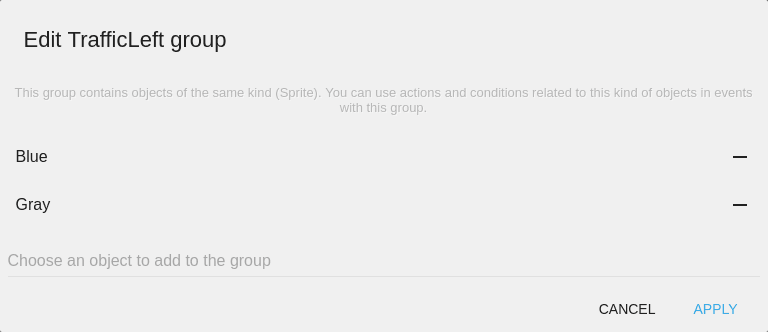 Edit TrafficLeft group
This group contains objects of the same kind (Sprite). You can use actions and conditions related to this kind of objects in events
with this group.
Blue
Gray
Choose an object to add to the group
CANCEL APPLY